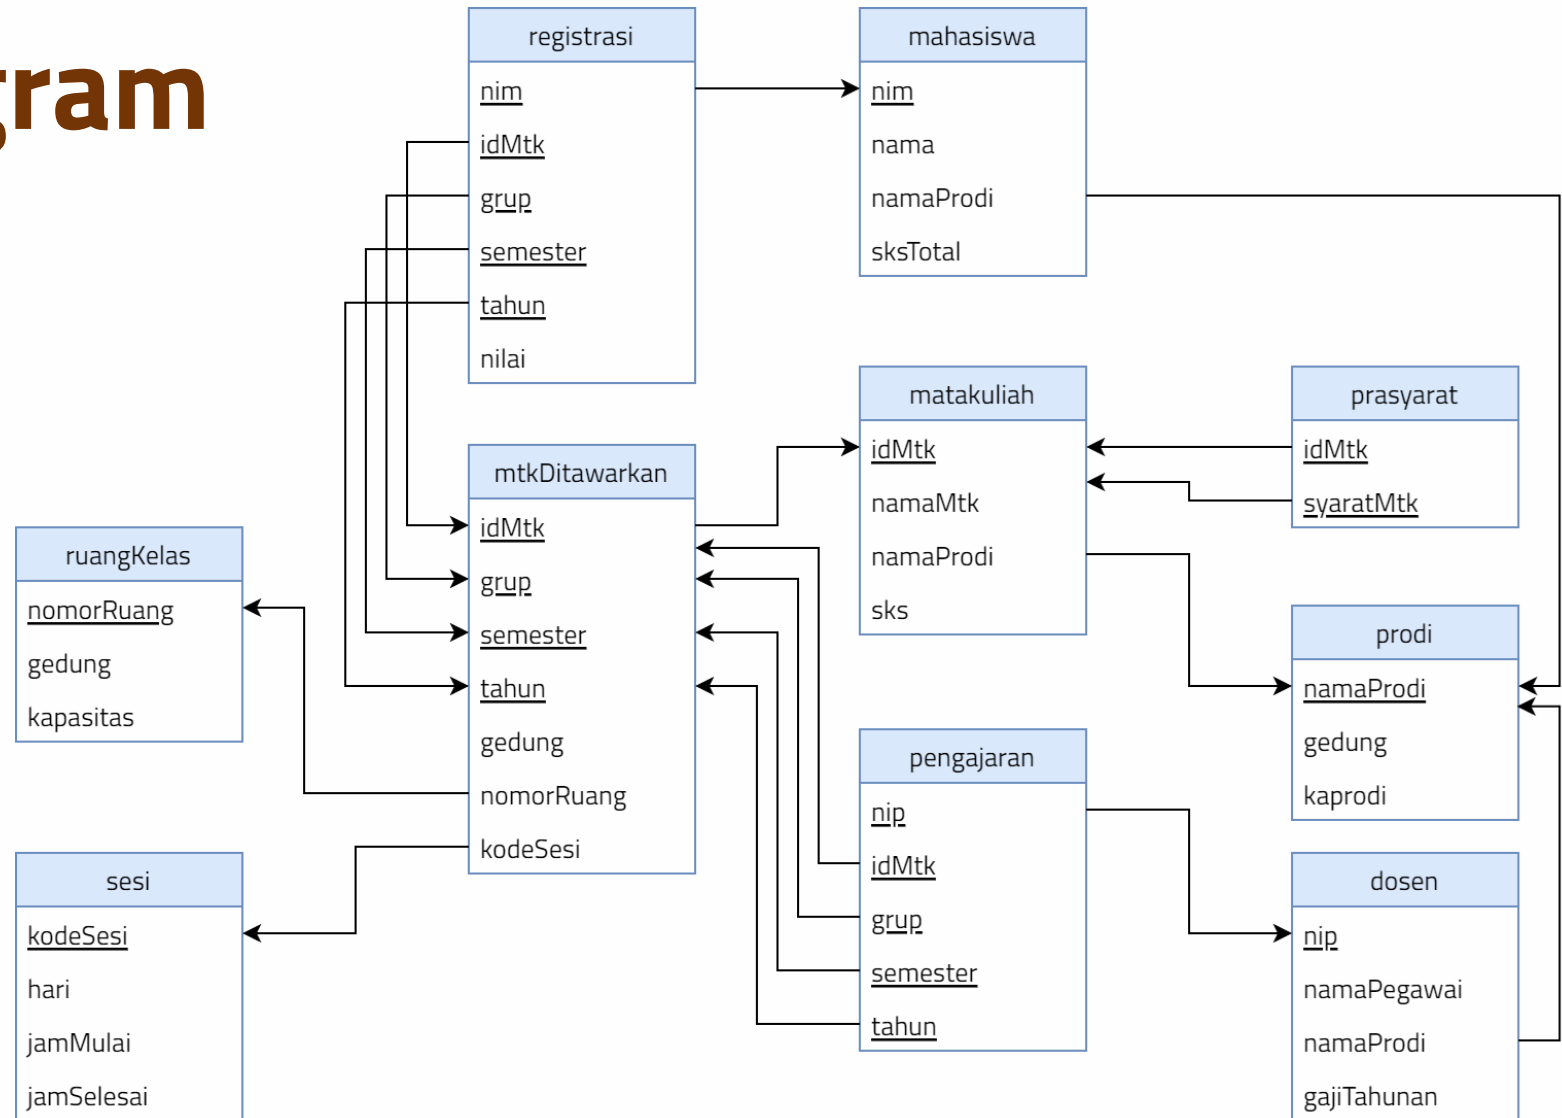 gram
registrasi
nim
idMtk
grup
semester
tahun
nilai
mahasiswa
nim
nama
namaProdi
sksTotal
mtkDitawarkan
idMtk
grup
semester
tahun
gedung
nomorRuang
kodeSesi
matakuliah
idMtk
namaMtk
namaProdi
sks
prasyarat
idMtk
syaratMtk
ruangKelas
nomorRuang
gedung
kapasitas
prodi
namaProdi
gedung
kaprodi
pengajaran
nip
idMtk
grup
semester
tahun
sesi
kodeSesi
hari
jamMulai
jamSelesai
dosen
nip
namaPegawai
namaProdi
gajiTahunan